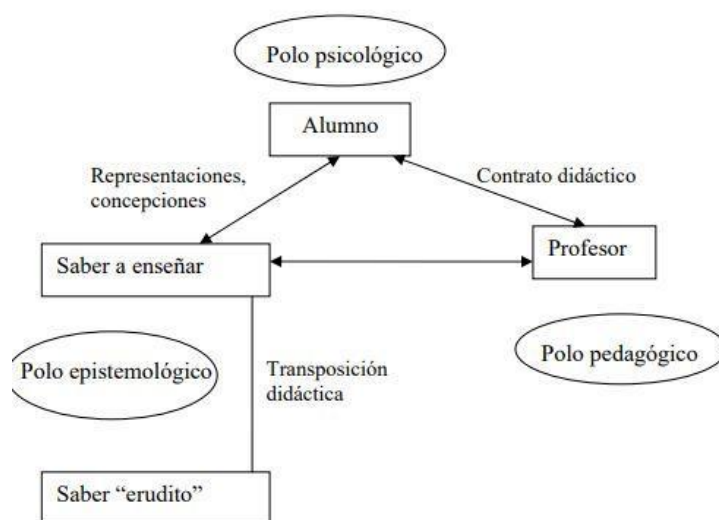 Polo psicológico
Alumno
Representaciones,
concepciones
Contrato didáctico
Saber a enseñar
Profesor
Polo epistemológico
Transposición
didáctica
Polo pedagógico
Saber “erudito”